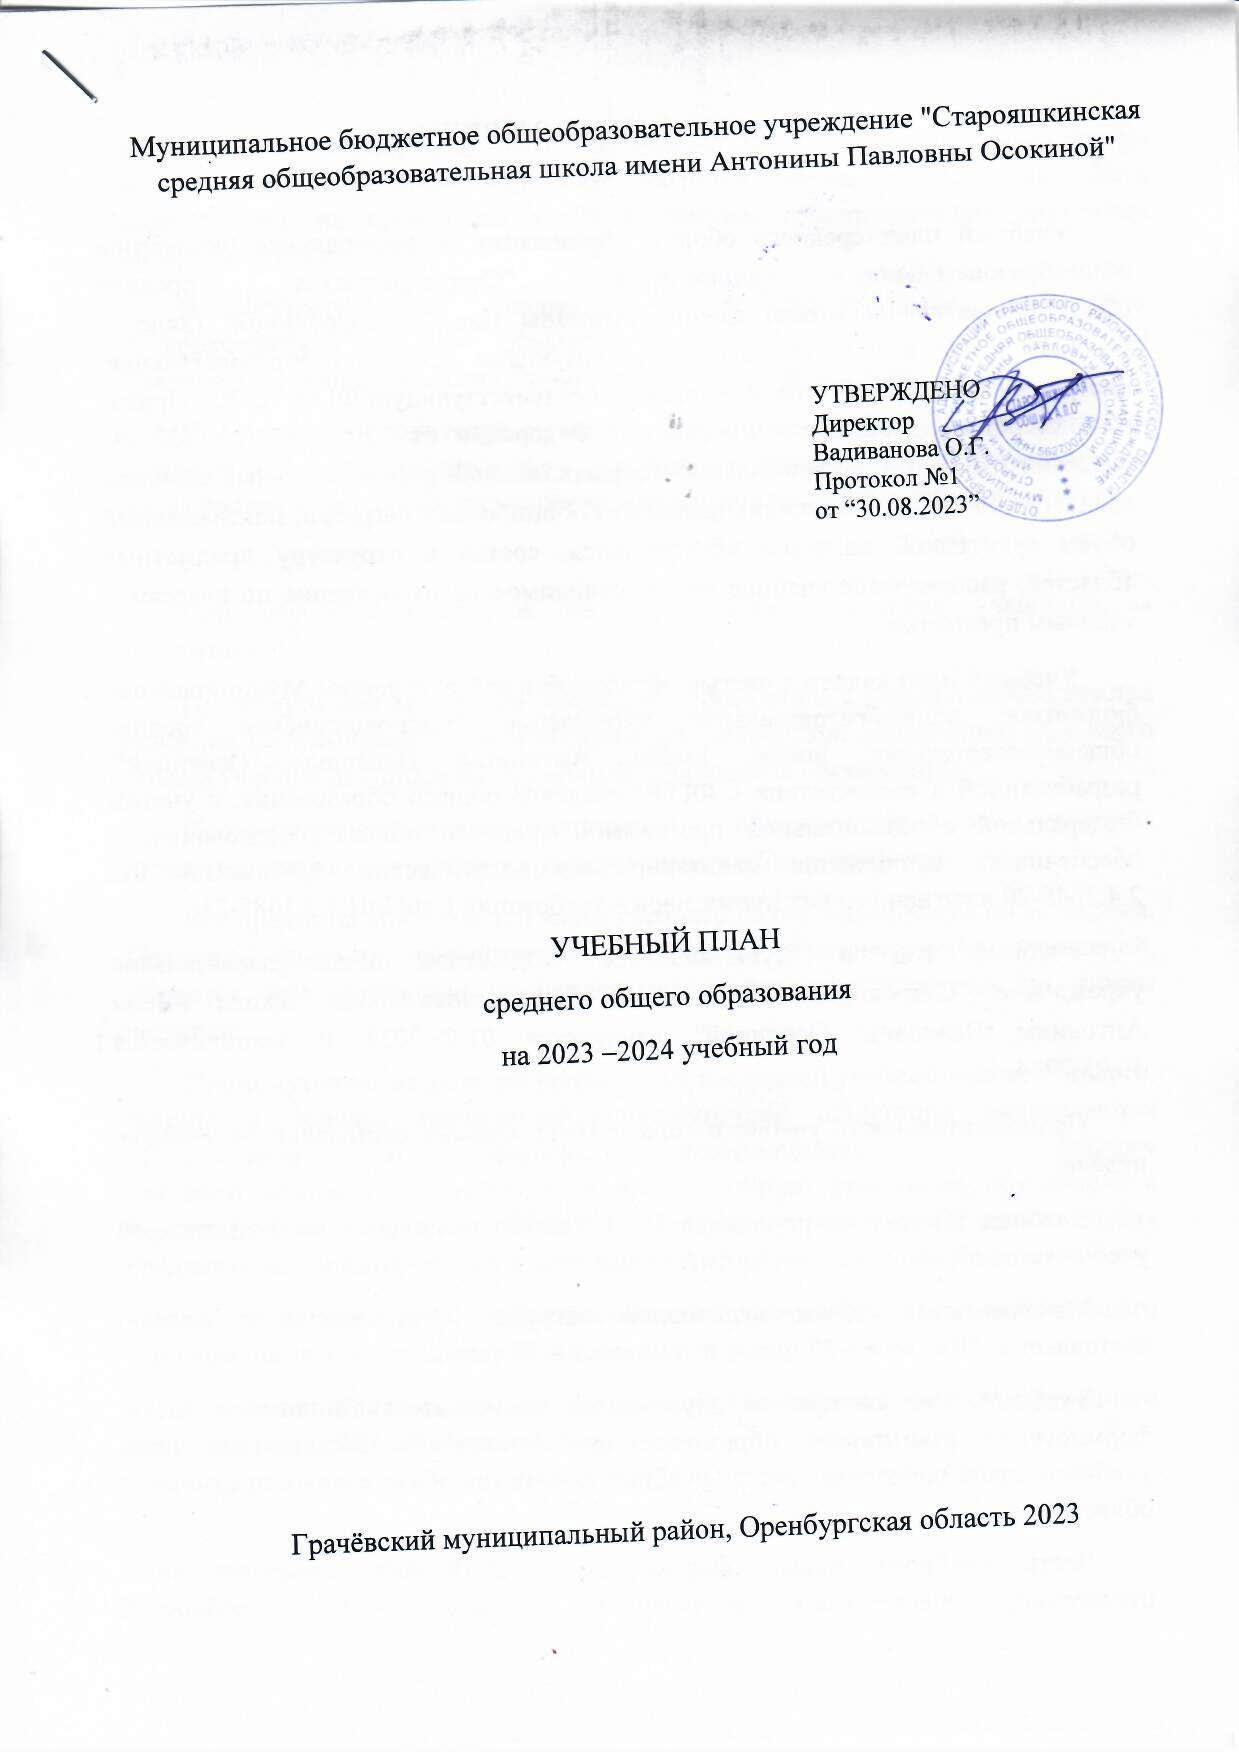 Муниципальное бюджетное общеобразовательное учреждение "Старояшкинская
средняя общеобразовательная школа имени Антонины Павловны Осокиной"
УТВЕРЖДЕНО
Директор
Вадиванова О.Г.
Протокол №1
от “30.08.2023”
УЧЕБНЫЙ ПЛАН
среднего общего образования
на 2023 –2024 учебный год
Грачёвский муниципальный район, Оренбургская область 2023